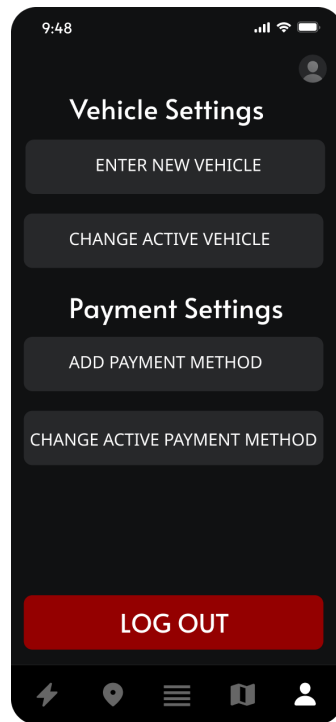 9:48
Vehicle Settings
ENTER NEW VEHICLE
CHANGE ACTIVE VEHICLE
Payment Settings
ADD PAYMENT METHOD
CHANGE ACTIVE PAYMENT METHOD
LOG OUT